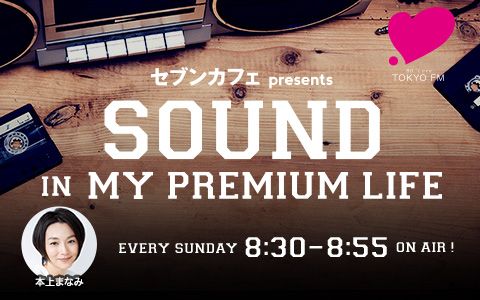 TOKYO FM
セブンカフェ presents
SOUND
IN MY PREMIUM LIFE
EVERY SUNDAY 8:30–8:55 ON AIR!
本上まなみ